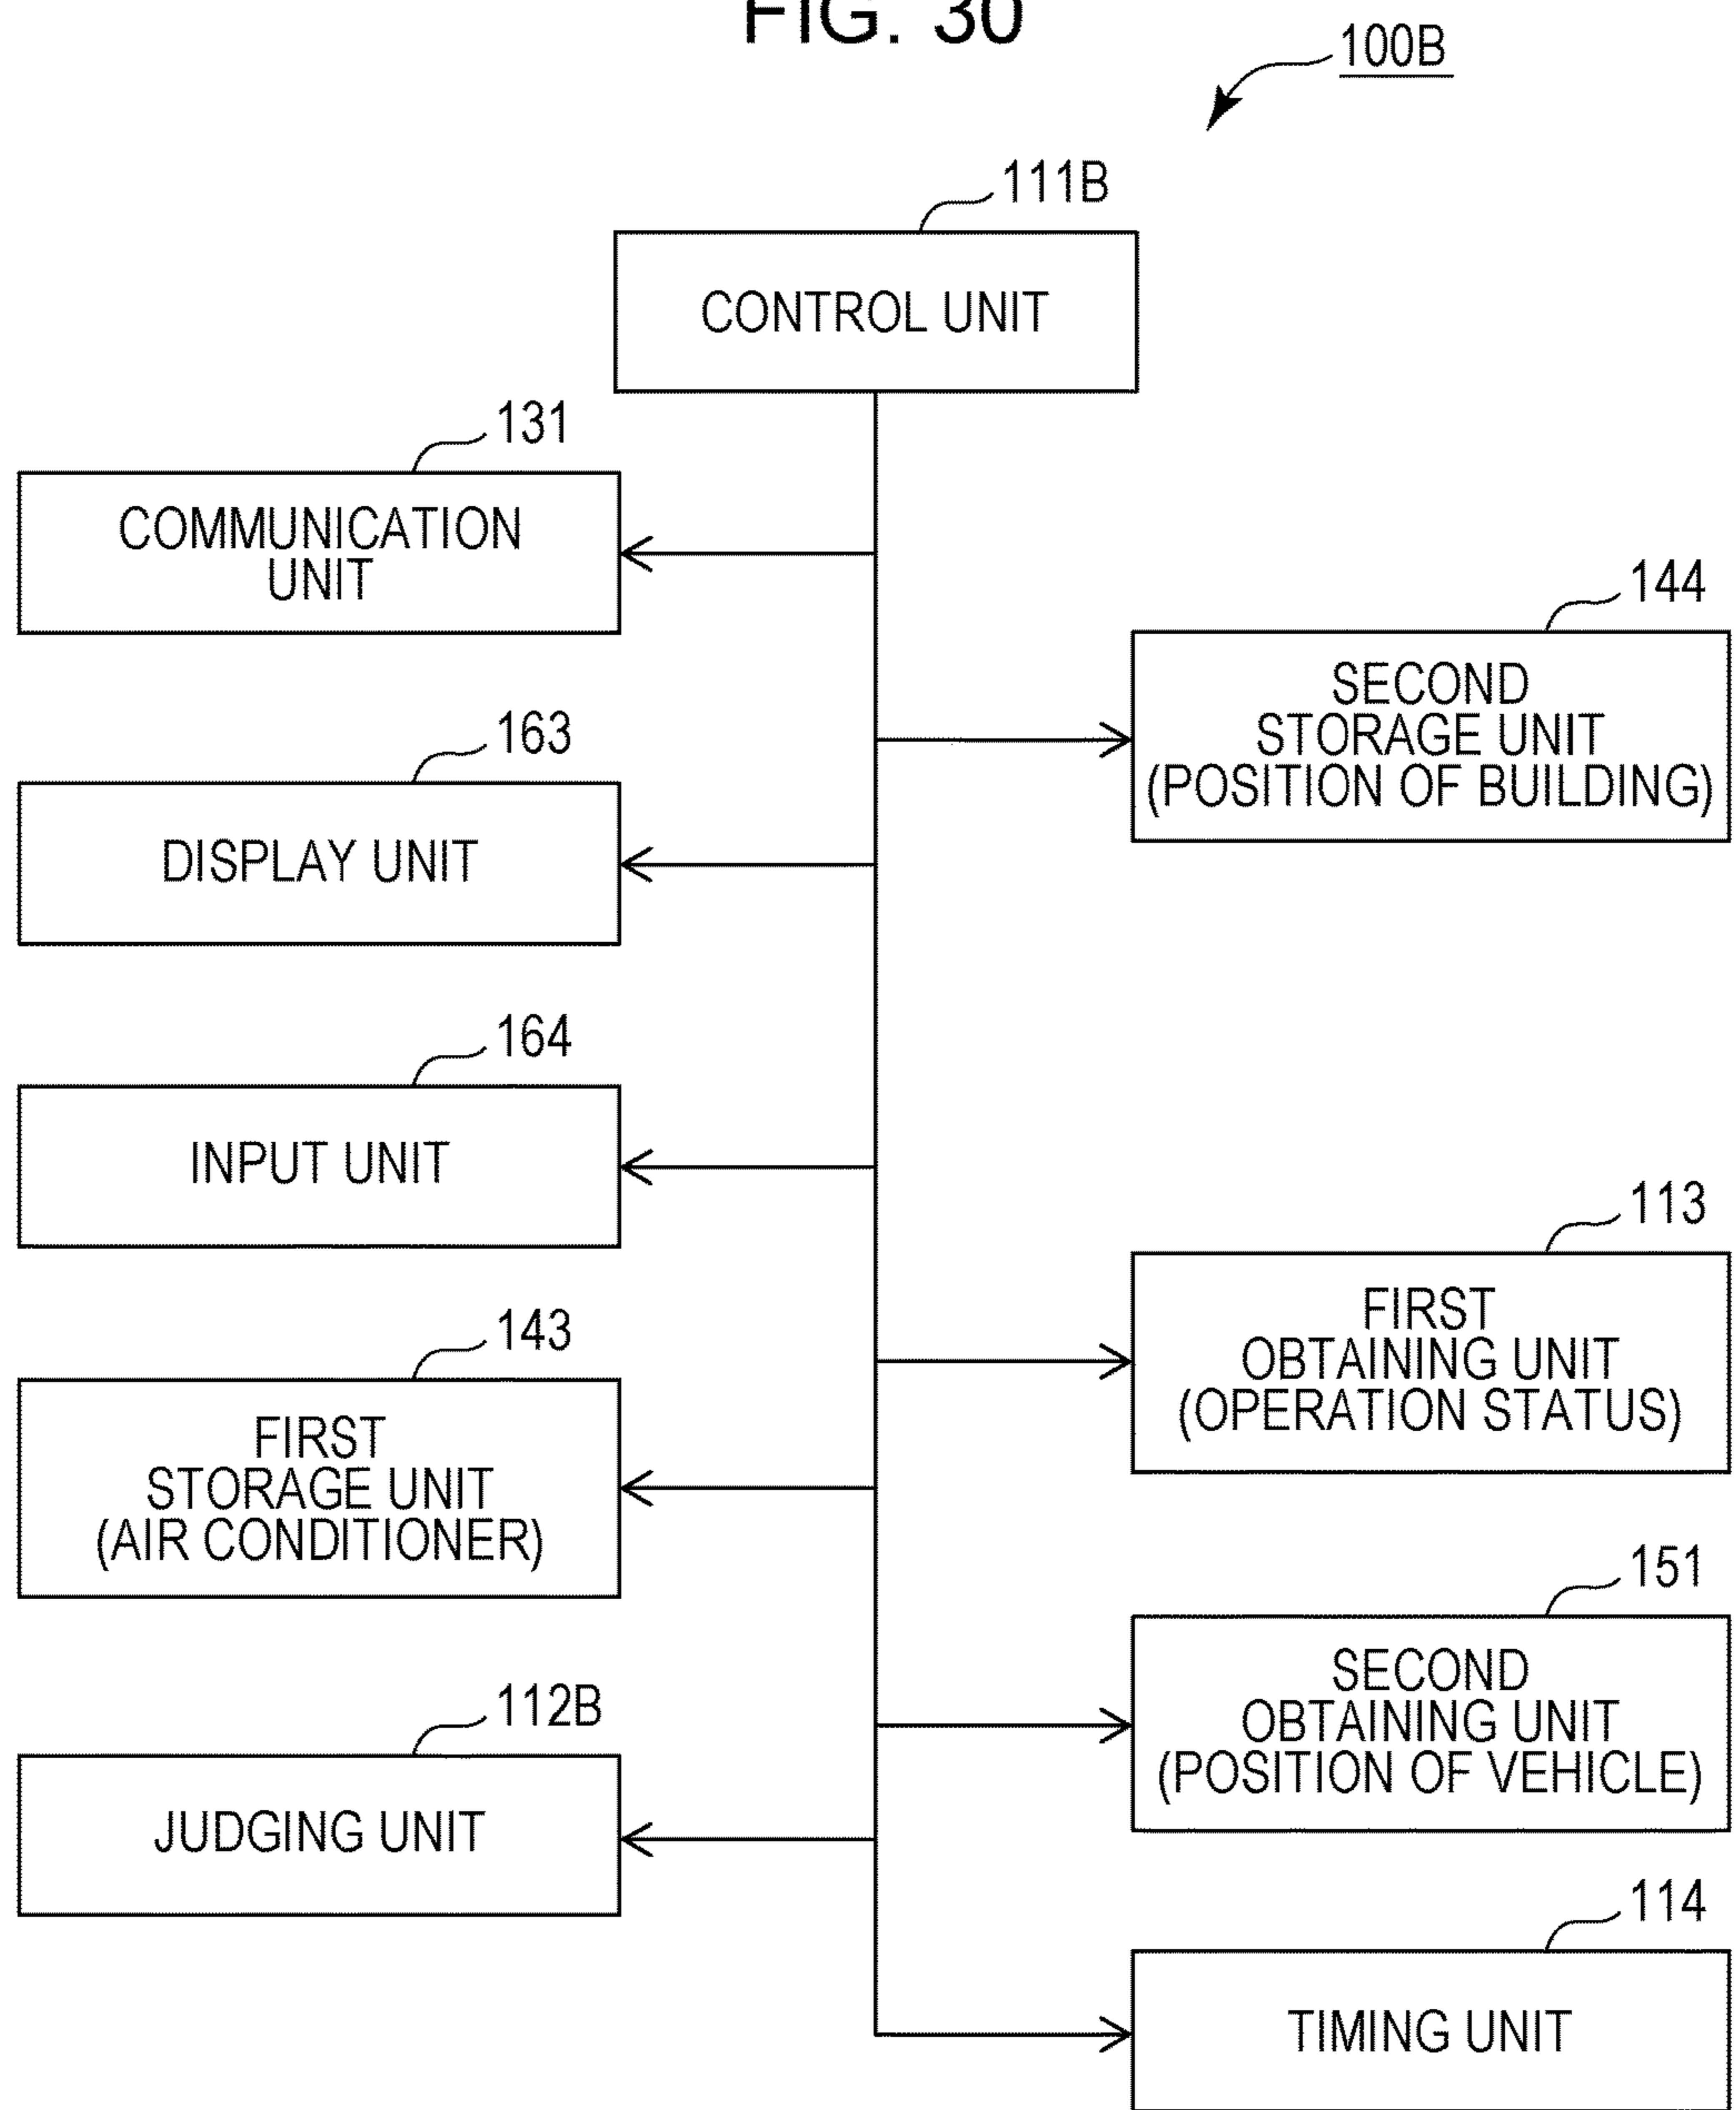 FIG. 30
100B
111B
CONTROL UNIT
131
COMMUNICATION
UNIT
144
SECOND
STORAGE UNIT
(POSITION OF BUILDING)
163
DISPLAY UNIT
164
INPUT UNIT
113
FIRST
OBTAINING UNIT
(OPERATION STATUS)
143
FIRST
STORAGE UNIT
(AIR CONDITIONER)
151
SECOND
OBTAINING UNIT
(POSITION OF VEHICLE)
112B
JUDGING UNIT
114
TIMING UNIT